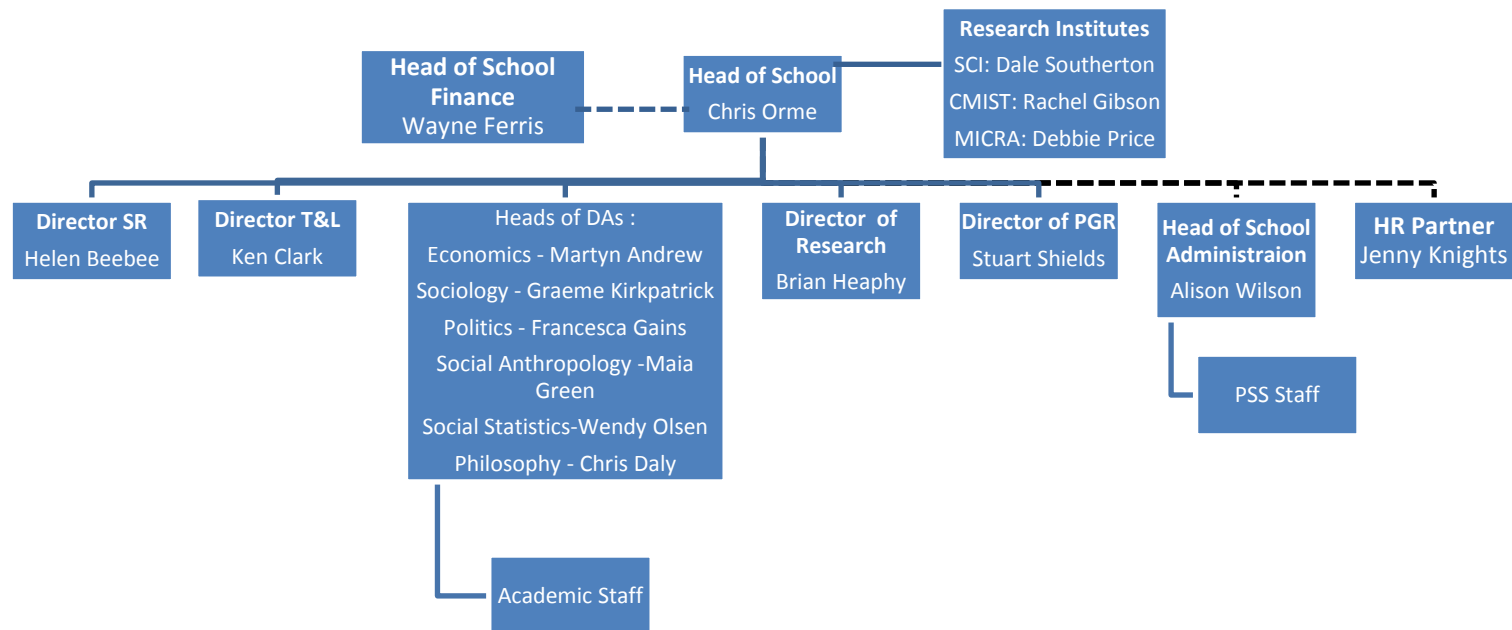 Head of School
Finance
Wayne Ferris
Head of School
Chris Orme
Research Institutes
SCI: Dale Southerton
CMIST: Rachel Gibson
MICRA: Debbie Price
Director SR
Helen Beebee
Director T&L
Ken Clark
Heads of DAs :
Economics - Martyn Andrew
Sociology - Graeme Kirkpatrick
Politics - Francesca Gains
Social Anthropology -Maia
Green
Social Statistics-Wendy Olsen
Philosophy - Chris Daly
Director of
Research
Brian Heaphy
Director of PGR
Stuart Shields
Head of School
Administraion
Alison Wilson
HR Partner
Jenny Knights
PSS Staff
Academic Staff